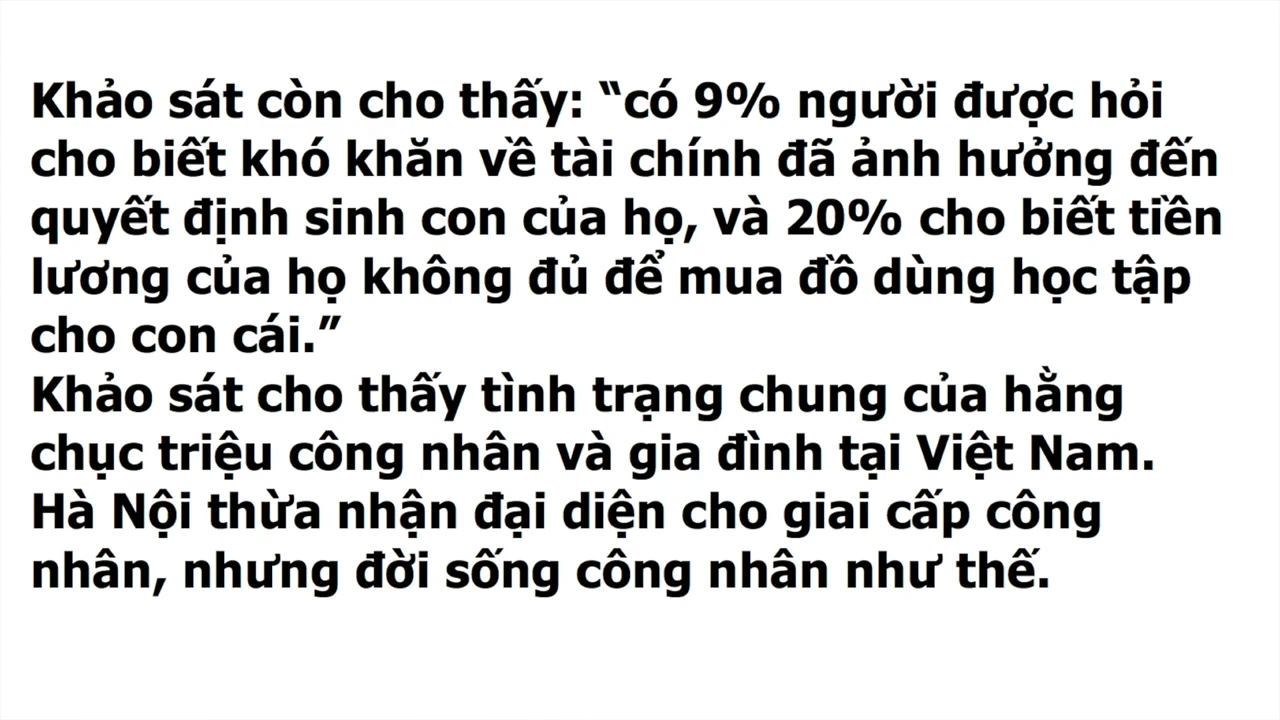 Khảo sát còn cho thấy: “có 9% người được hỏi
cho biết khó khăn về tài chính đã ảnh hưởng đến
quyết định sinh con của họ, và 20% cho biết tiền
lương của họ không đủ để mua đồ dùng học tập
cho con cái.”
Khảo sát cho thấy tình trạng chung của hằng
chục triệu công nhân và gia đình tại Việt Nam.
Hà Nội thừa nhận đại diện cho giai cấp công
nhân, nhưng đời sống công nhân như thế.